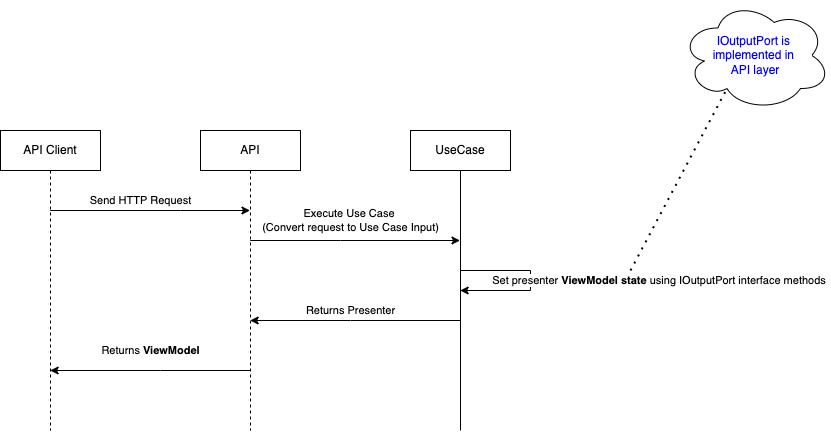 IOutputPort is
implemented in
API layer
API Client
API
UseCase
Send HTTP Request
Execute Use Case
(Convert request to Use Case Input)
Set presenter ViewModel state using IOutputPort interface methods
Returns Presenter
Returns ViewModel